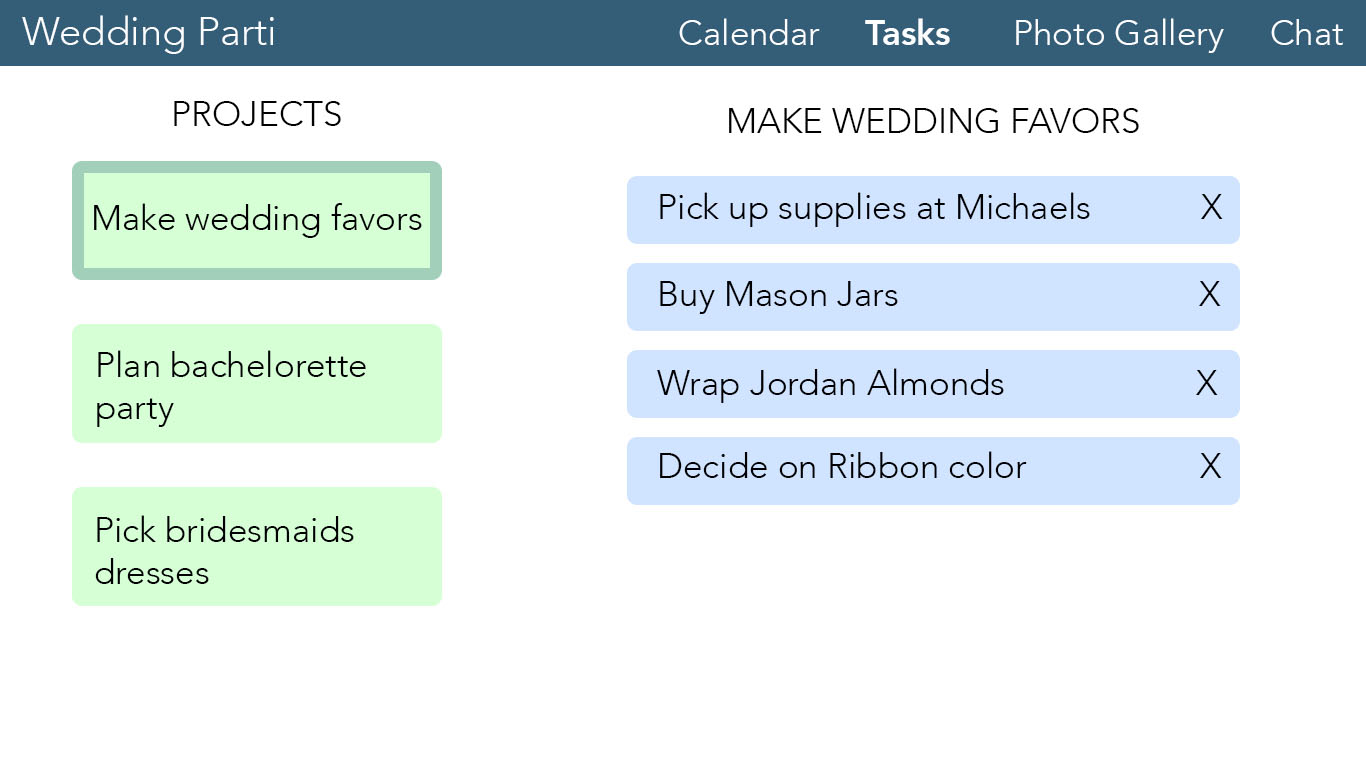 Wedding Parti
Calendar
Tasks
Photo Gallery
Chat
PROJECTS
Make wedding favors
Plan bachelorette
party
Pick bridesmaids
dresses
MAKE WEDDING FAVORS
Pick up supplies at Michaels X
Buy Mason Jars X
Wrap Jordan Almonds X
Decide on Ribbon color X